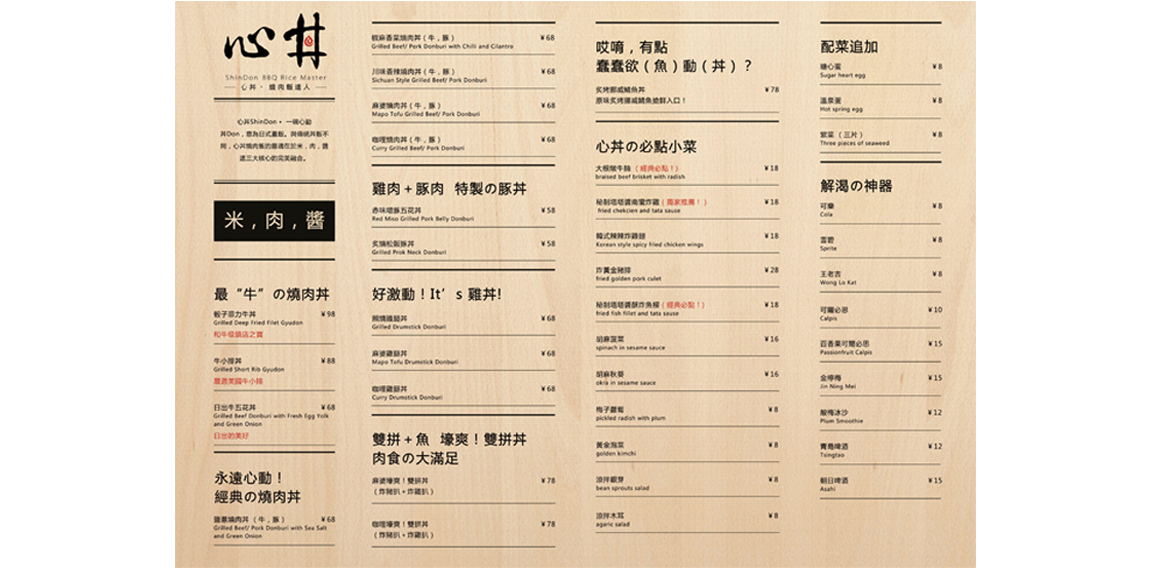 心丼
ShinDon BBQ Rice Master
心丼・燒肉飯達人
心丼ShinDon・ 一碗心動
丼Don，意為日式蓋飯。與傳統丼飯不
同，心丼燒肉飯的靈魂在於米，肉，醬
這三大核心的完美融合。
米，肉，醬
最“牛”の燒肉丼
骰子菲力牛丼 ¥98
Grilled Deep Fried Filet Gyudon
和牛級鎮店之寶
牛小排丼 ¥88
Grilled Short Rib Gyudon
嚴選美國牛小排
日出牛五花丼 ¥68
Grilled Beef Donburi with Fresh Egg Yolk
and Green Onion
日出的美好
永遠心動！
經典の燒肉丼
鹽蔥燒肉丼（牛，豚） ¥68
Grilled Beef/ Pork Donburi with Sea Salt
and Green Onion
椒麻香菜燒肉丼（牛，豚） ¥68
Grilled Beef/ Pork Donburi with Chilli and Cilantro
川味香辣燒肉丼（牛，豚） ¥68
Sichuan Style Grilled Beef/ Pork Donburi
麻婆燒肉丼（牛，豚） ¥68
Mapo Tofu Grilled Beef/ Pork Donburi
咖哩燒肉丼（牛，豚） ¥68
Curry Grilled Beef/ Pork Donburi
雞肉＋豚肉 特製の豚丼
赤味噌豚五花丼 ¥58
Red Miso Grilled Pork Belly Donburi
炙燒松阪豚丼 ¥58
Grilled Prok Neck Donburi
好激動！It's 雞丼!
照燒雞腿丼 ¥68
Grilled Drumstick Donburi
麻婆雞腿丼 ¥68
Mapo Tofu Drumstick Donburi
咖哩雞腿丼 ¥68
Curry Drumstick Donburi
雙拼＋魚 壕爽！雙拼丼
肉食の大滿足
麻婆壕爽！雙拼丼 ¥78
（炸豬扒＋炸雞扒）
咖哩壕爽！雙拼丼 ¥78
（炸豬扒＋炸雞扒）
哎唷，有點
蠢蠢欲（魚）動（丼）？
炙烤挪威鯖魚丼 ¥78
原味炙烤挪威鯖魚搶鮮入口！
心丼の必點小菜
大根燉牛腩（經典必點！） ¥18
braised beef brisket with radish
秘制塔塔醬南蠻炸雞（獨家推薦！） ¥18
fried chekcien and tata sause
韓式辣辣炸雞翅 ¥18
Korean style spicy fried chicken wings
炸黃金豬排 ¥28
fried golden pork culet
秘制塔塔醬酥炸魚柳（經典必點！） ¥18
fried fish fillet and tata sause
胡麻菠菜 ¥16
spinach in sesame sauce
胡麻秋葵 ¥16
okra in sesame sauce
梅子蘿蔔 ¥8
pickled radish with plum
黃金泡菜 ¥8
golden kimchi
涼拌銀芽 ¥8
bean sprouts salad
涼拌木耳 ¥8
agaric salad
配菜追加
糖心蛋 ¥8
Sugar heart egg
溫泉蛋 ¥8
Hot spring egg
紫菜（三片） ¥8
Three pieces of seaweed
解渴の神器
可樂 ¥8
Cola
雪碧 ¥8
Sprite
王老吉 ¥8
Wong Lo Kat
可爾必思 ¥10
Calpis
百香果可爾必思 ¥15
Passionfruit Calpis
金檸梅 ¥15
Jin Ning Mei
酸梅冰沙 ¥12
Plum Smoothie
青島啤酒 ¥12
Tsingtao
朝日啤酒 ¥15
Asahi